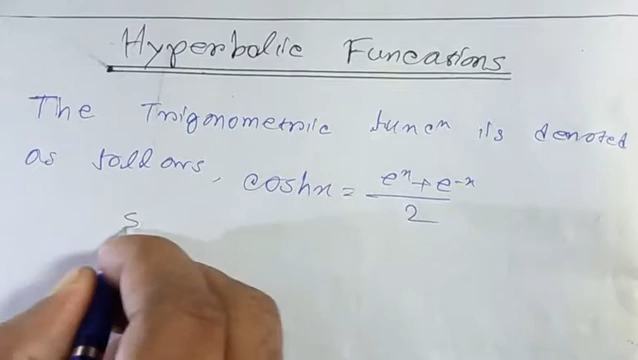 Hyperbolic Funcations
The Trigonometric funcn is denoted
as follows, coshx = e^x + e^-x / 2
S